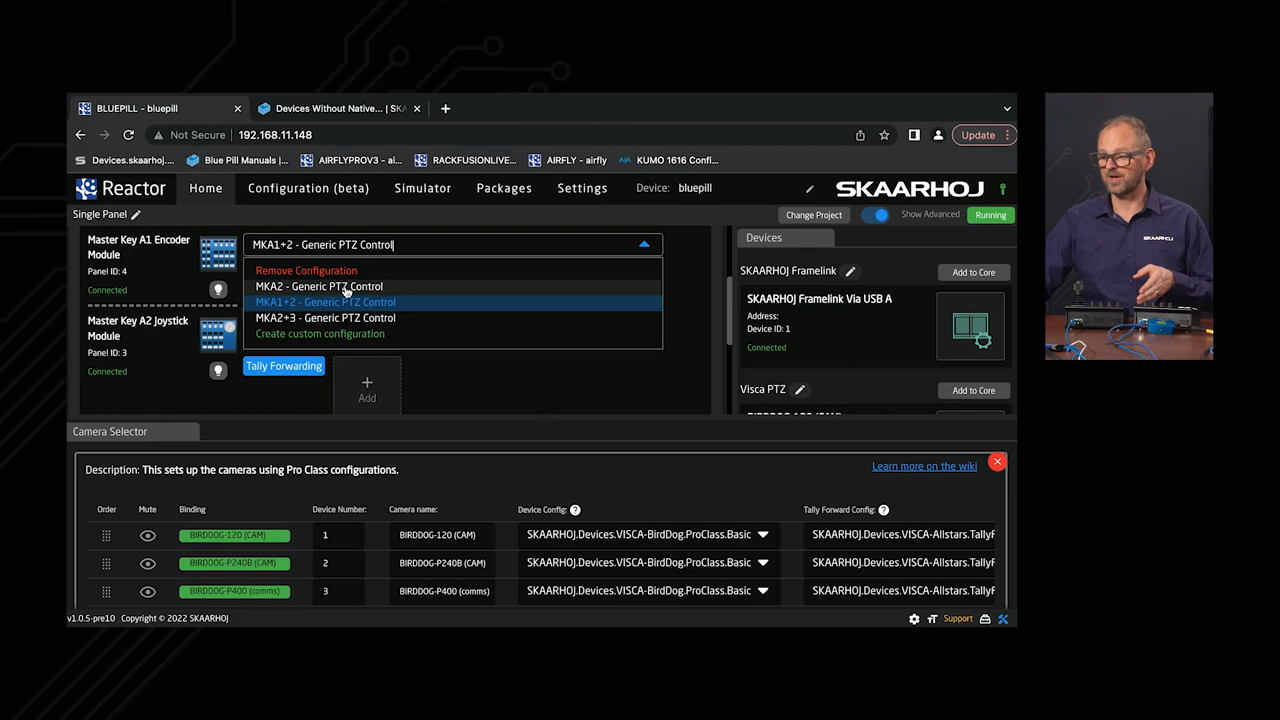 BLUEPILL - bluepill
Devices Without Native... | SKA
Not Secure
192.168.11.148
Update
Devices.skaarhoj....
Blue Pill Manuals |...
AIRFLYPROV3 - ai...
RACKFUSIONLIVE...
AIRFLY - airfly
AJA
KUMO 1616 Confi...
Reactor
Home
Configuration (beta)
Simulator
Packages
Settings
Device:
bluepill
SKAARHOJ
Single Panel
Change Project
Show Advanced
Running
Master Key A1 Encoder
Module
Panel ID: 4
Connected
MKA1+2 - Generic PTZ Control
Remove Configuration
MKA2 - Generic PTZ Control
MKA1+2 - Generic PTZ Control
MKA2+3 - Generic PTZ Control
Create custom configuration
Master Key A2 Joystick
Module
Panel ID: 3
Connected
Tally Forwarding
+
Add
Devices
SKAARHOJ Framelink
Add to Core
SKAARHOJ Framelink Via USB A
Address:
Device ID: 1
Connected
Visca PTZ
Add to Core
BIRDDOG-120 (CAM)
Camera Selector
Description: This sets up the cameras using Pro Class configurations.
Learn more on the wiki
Order
Mute
Binding
Device Number:
Camera name:
Device Config:
Tally Forward Config:
BIRDDOG-120 (CAM)
1
BIRDDOG-120 (CAM)
SKAARHOJ.Devices.VISCA-BirdDog.ProClass.Basic
SKAARHOJ.Devices.VISCA-Allstars.TallyF
BIRDDOG-P240B (CAM)
2
BIRDDOG-P240B (CAM)
SKAARHOJ.Devices.VISCA-BirdDog.ProClass.Basic
SKAARHOJ.Devices.VISCA-Allstars.TallyF
BIRDDOG-P400 (comms)
3
BIRDDOG-P400 (comms)
SKAARHOJ.Devices.VISCA-BirdDog.ProClass.Basic
SKAARHOJ.Devices.VISCA-Allstars.TallyF
v1.0.5-pre10 Copyright © 2022 SKAARHOJ
Support
SKAARHOJ